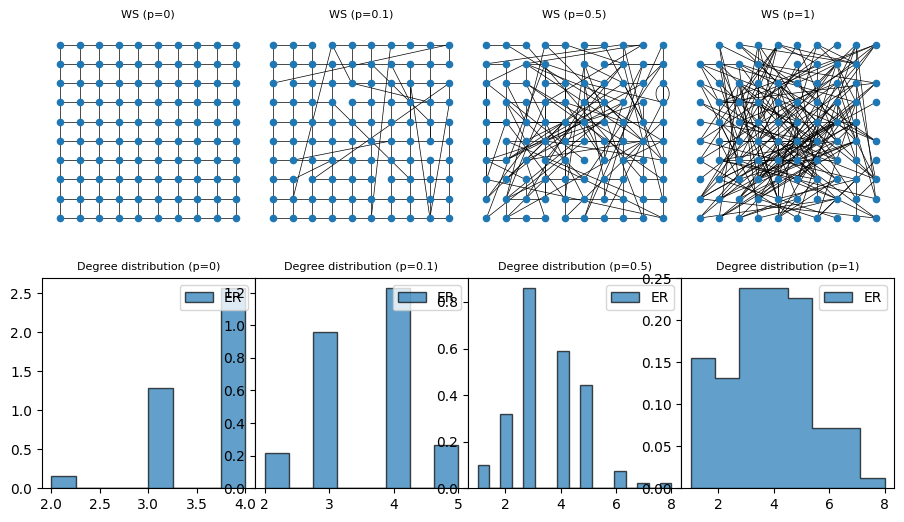 WS (p=0)
WS (p=0.1)
WS (p=0.5)
WS (p=1)
Degree distribution (p=0)
Degree distribution (p=0.1)
Degree distribution (p=0.5)
Degree distribution (p=1)
ER
2.5
2.0
1.5
1.0
0.5
0.0
2.0 2.5 3.0 3.5 4.0
ER
1.2
1.0
0.8
0.6
0.4
0.2
0.0
2 3 4 5
ER
0.8
0.6
0.4
0.2
0.0
2 4 6 8
ER
0.25
0.20
0.15
0.10
0.05
0.00
2 4 6 8